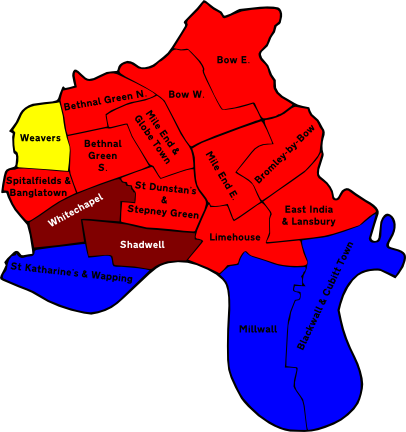 Bow E.
Bow W.
Bethnal Green N.
Mile End &
Globe Town
Weavers
Bethnal
Green
S.
Bromley-by-Bow
Mile End E.
Spitalfields &
Banglatown
St Dunstan's
&
Stepney Green
Whitechapel
East India
& Lansbury
Limehouse
Shadwell
St Katharine's & Wapping
Blackwall & Cubitt Town
Millwell